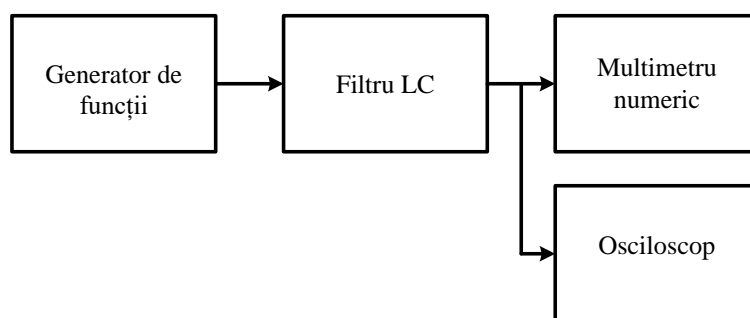 Generator de
funcții
Filtru LC
Multimetru
numeric
Osciloscop